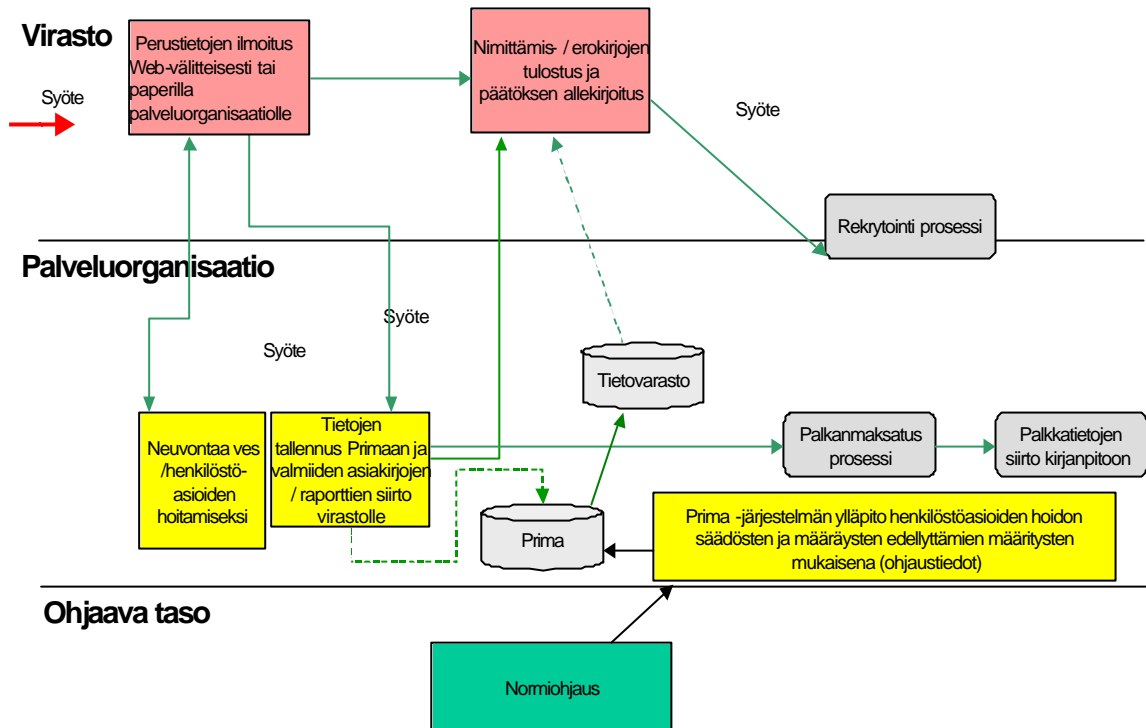 Virasto
Syöte
Perustietojen ilmoitus
Web-välitteisesti tai
paperilla
palveluorganisaatiolle
Nimittämis- / erokirjojen
tulostus ja
päätöksen allekirjoitus
Syöte
Rekrytointi prosessi
Palveluorganisaatio
Syöte
Syöte
Tietovarasto
Neuvontaa ves
/henkilöstö-
asioiden
hoitamiseksi
Tietojen
tallennus Primaan ja
valmiiden asiakirjojen
/ raporttien siirto
virastolle
Palkanmaksatus
prosessi
Palkkatietojen
siirto kirjanpitoon
Prima
Prima -järjestelmän ylläpito henkilöstöasioiden hoidon
säädösten ja määräysten edellyttämien määritysten
mukaisena (ohjaustiedot)
Ohjaava taso
Normiohjaus